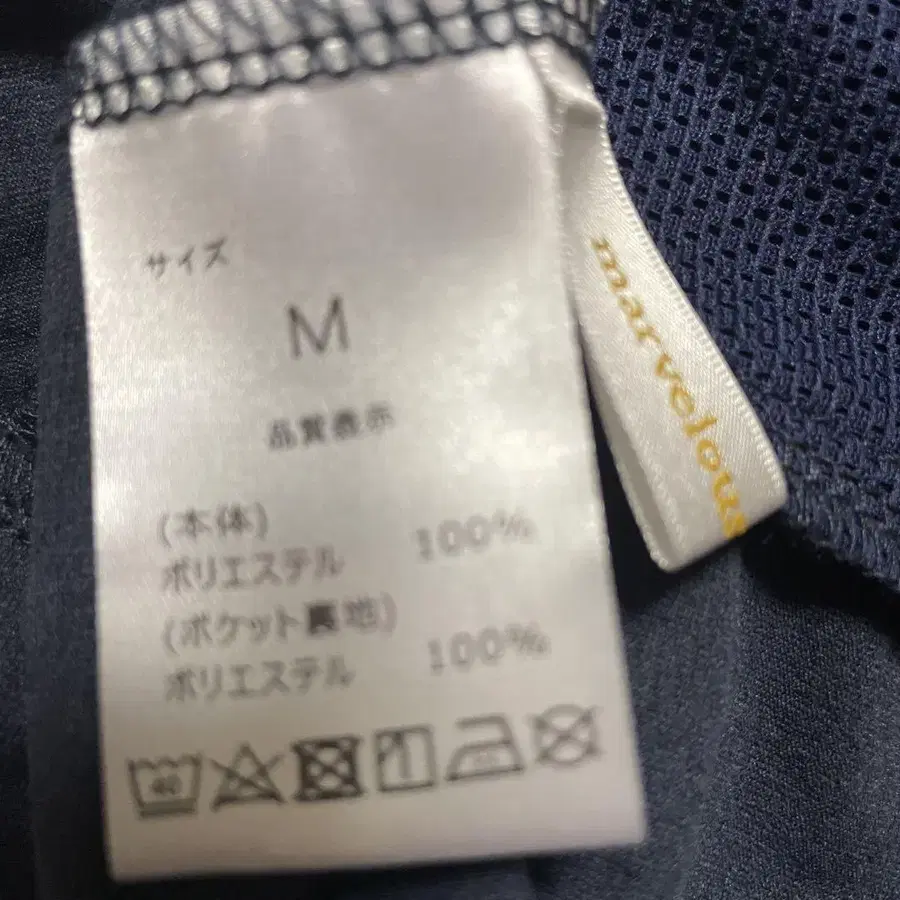 サイズ
M
品質表示
(本体)
ポリエステル 100%
(ポケット裏地)
ポリエステル 100%
40
marvelous